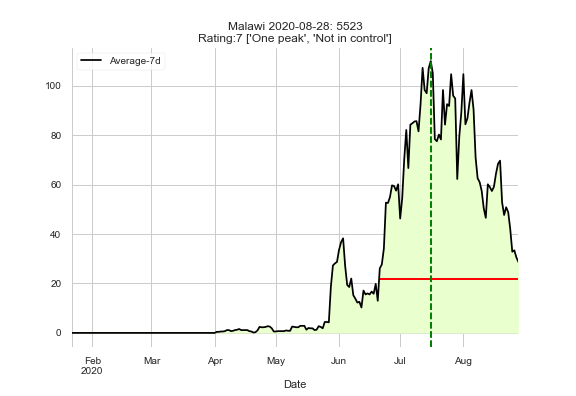 Malawi 2020-08-28: 5523
Rating:7 ['One peak', 'Not in control']
Average-7d
100
80
60
40
20
0
Feb Mar Apr May Jun Jul Aug
2020
Date